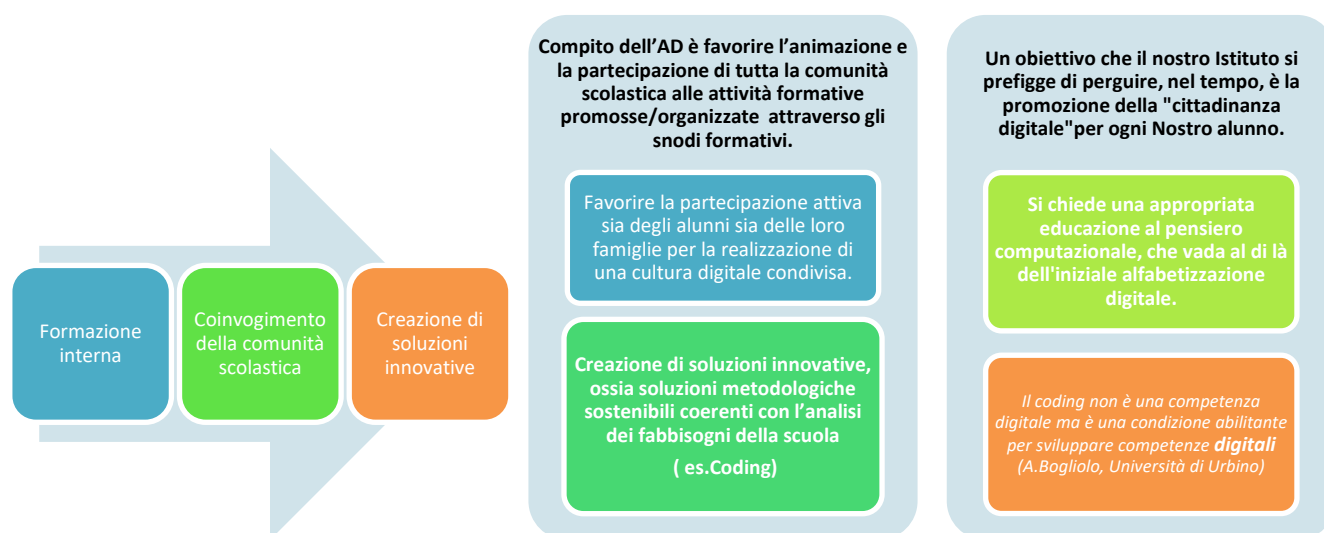 Formazione
interna
Coinvogimento
della comunità
scolastica
Creazione di
soluzioni
innovative
Compito dell’AD è favorire l’animazione e
la partecipazione di tutta la comunità
scolastica alle attività formative
promosse/organizzate attraverso gli
snodi formativi.
Favorire la partecipazione attiva
sia degli alunni sia delle loro
famiglie per la realizzazione di
una cultura digitale condivisa.
Creazione di soluzioni innovative,
ossia soluzioni metodologiche
sostenibili coerenti con l’analisi
dei fabbisogni della scuola
( es.Coding)
Un obiettivo che il nostro Istituto si
prefigge di perguire, nel tempo, è la
promozione della "cittadinanza
digitale"per ogni Nostro alunno.
Si chiede una appropriata
educazione al pensiero
computazionale, che vada al di là
dell'iniziale alfabetizzazione
digitale.
Il coding non è una competenza
digitale ma è una condizione abilitante
per sviluppare competenze digitali
(A.Bogliolo, Università di Urbino)